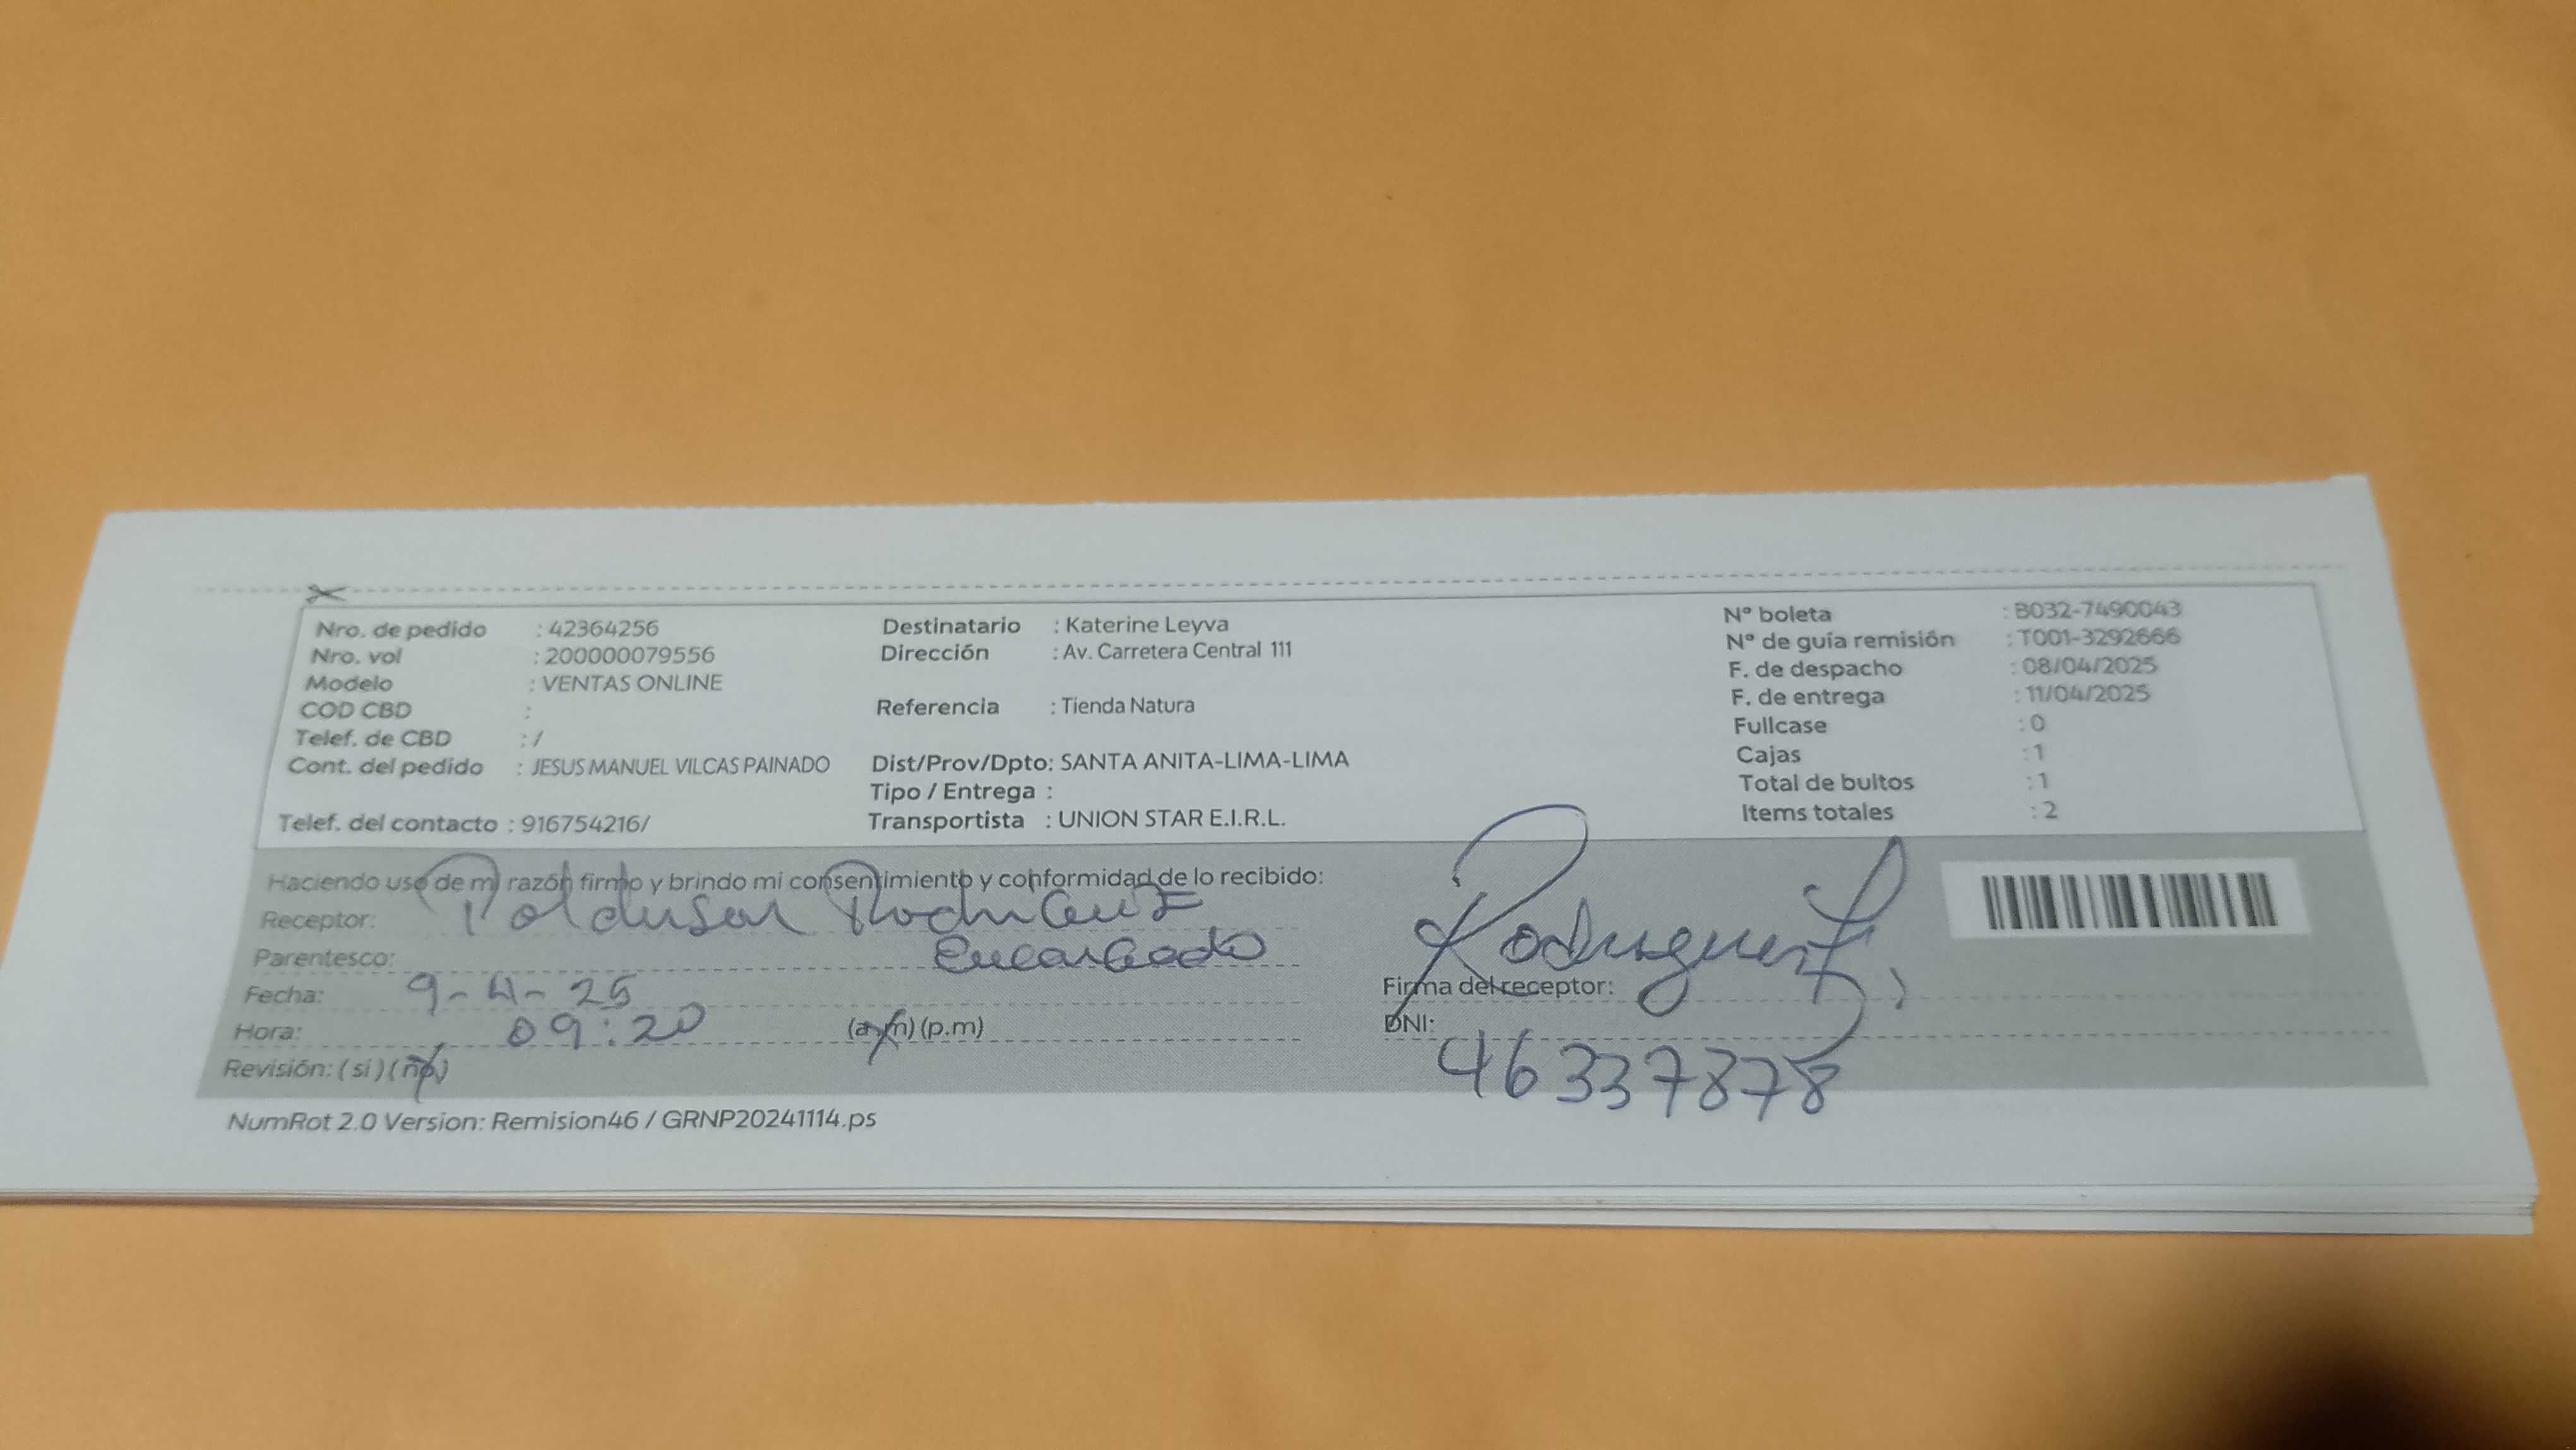 Nro. de pedido : 42364256
Nro. vol : 200000079556
Modelo : VENTAS ONLINE
COD CBD :
Telef. de CBD : /
Cont. del pedido : JESUS MANUEL VILCAS PAINADO
Telef. del contacto : 916754216/
Destinatario : Katerine Leyva
Dirección : Av. Carretera Central 111
Referencia : Tienda Natura
Dist/Prov/Dpto: SANTA ANITA-LIMA-LIMA
Tipo / Entrega :
Transportista : UNION STAR E.I.R.L.
N° boleta : B032-7490043
N° de guía remisión : T001-3292666
F. de despacho : 08/04/2025
F. de entrega : 11/04/2025
Fullcase : 0
Cajas : 1
Total de bultos : 1
Items totales : 2
Haciendo uso de mi razón firmo y brindo mi consentimiento y conformidad de lo recibido:
Receptor: Rodriguez
Parentesco: Encargado
Fecha: 9-4-25
Hora: 09:20 (a.m) (p.m)
Revisión: ( si ) ( no )
Rodriguez
Firma del receptor:
DNI:
46337878
NumRot 2.0 Version: Remision46 / GRNP20241114.ps